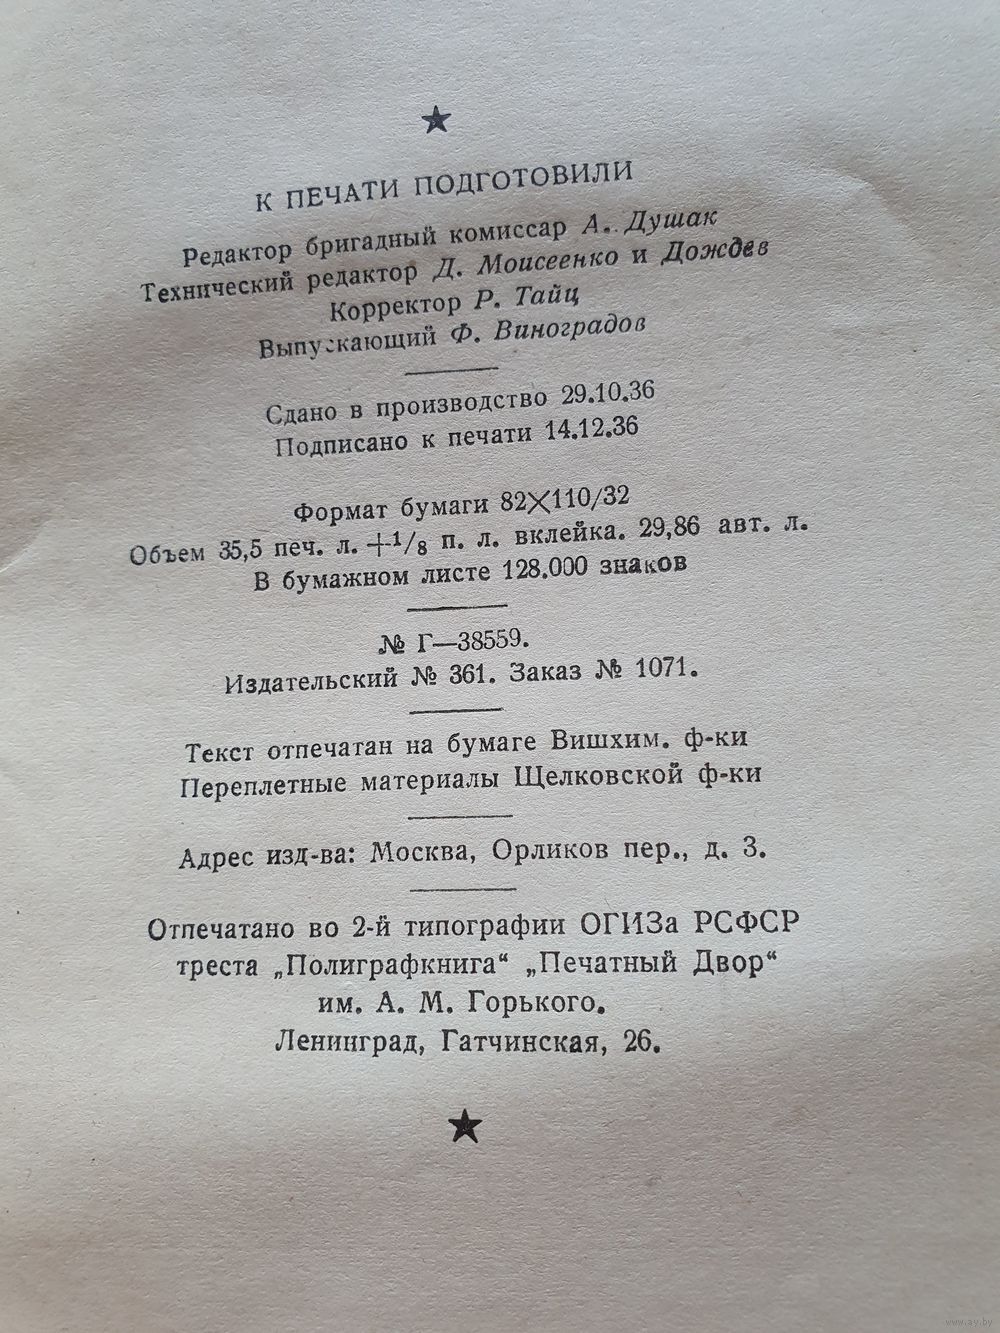 К ПЕЧАТИ ПОДГОТОВИЛИ
Редактор бригадный комиссар А. Душак
Технический редактор Д. Моисеенко и Дождев
Корректор Р. Тайц
Выпускающий Ф. Виноградов
Сдано в производство 29.10.36
Подписано к печати 14.12.36
Формат бумаги 82×110/32
Объем 35,5 печ. л. +1/8 п. л. вклейка. 29,86 авт. л.
В бумажном листе 128.000 знаков
№ Г—38559.
Издательский № 361. Заказ № 1071.
Текст отпечатан на бумаге Вишхим. ф-ки
Переплетные материалы Щелковской ф-ки
Адрес изд-ва: Москва, Орликов пер., д. 3.
Отпечатано во 2-й типографии ОГИЗа РСФСР
треста „Полиграфкнига“ „Печатный Двор“
им. А. М. Горького.
Ленинград, Гатчинская, 26.
www.ay.by